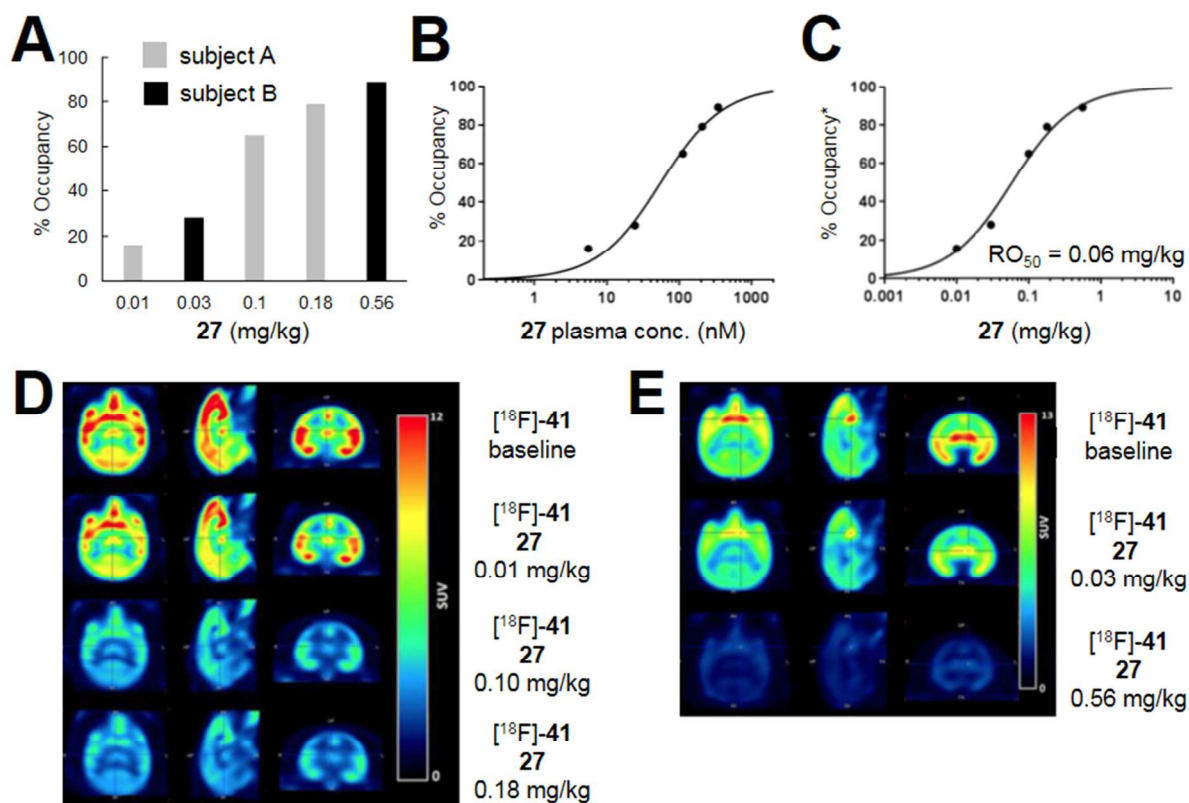 A
subject A
subject B
% Occupancy
100
80
60
40
20
0
0.01 0.03 0.1 0.18 0.56
27 (mg/kg)
B
% Occupancy
100
80
60
40
20
0
1 10 100 1000
27 plasma conc. (nM)
C
% Occupancy*
100
80
60
40
20
0
RO50 = 0.06 mg/kg
0.001 0.01 0.1 1 10
27 (mg/kg)
D
12
SUV
0
[18F]-41
baseline
[18F]-41
27
0.01 mg/kg
[18F]-41
27
0.10 mg/kg
[18F]-41
27
0.18 mg/kg
E
13
SUV
0
[18F]-41
baseline
[18F]-41
27
0.03 mg/kg
[18F]-41
27
0.56 mg/kg